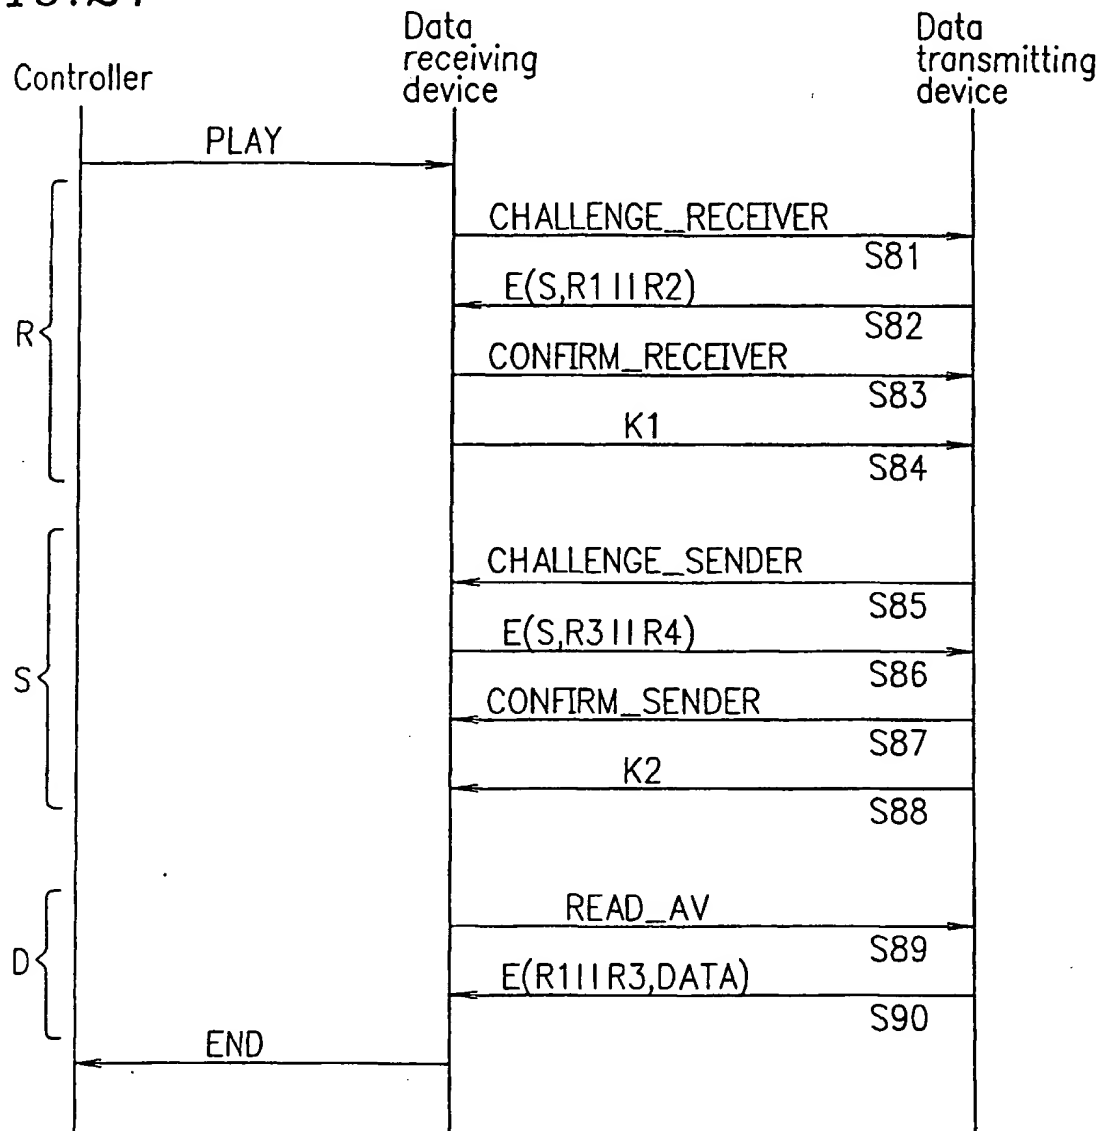 Data
receiving
device
Data
transmitting
device
Controller
PLAY
CHALLENGE_RECEIVER
S81
E(S,R1||R2)
S82
R
CONFIRM_RECEIVER
S83
K1
S84
CHALLENGE_SENDER
S85
E(S,R3||R4)
S86
S
CONFIRM_SENDER
S87
K2
S88
READ_AV
S89
D
E(R1||R3,DATA)
S90
END